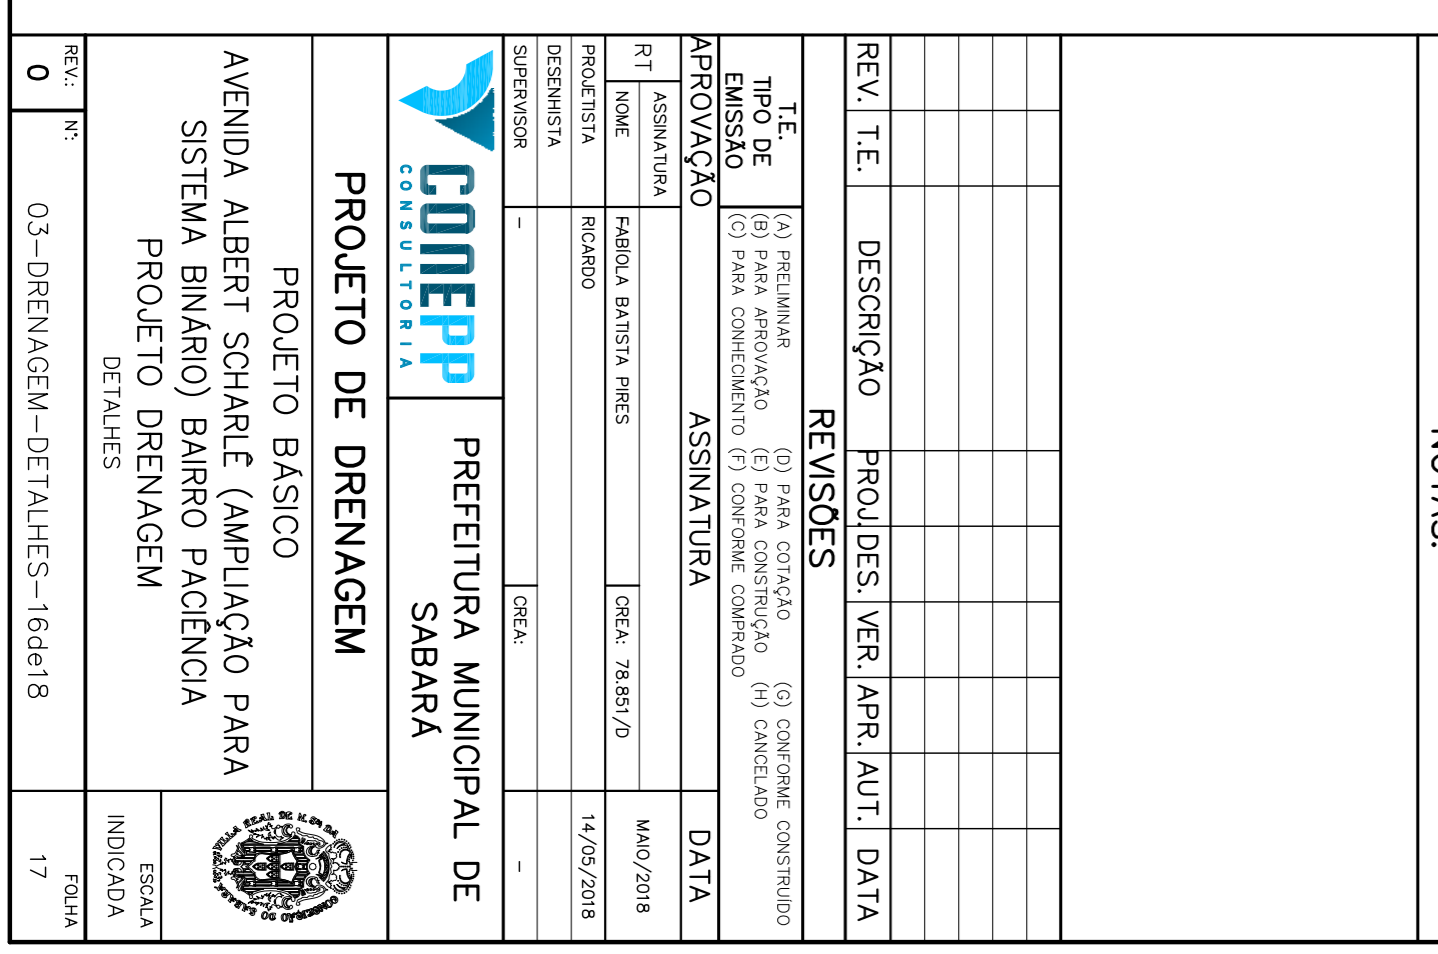 NOTAS:
REV. T.E. DESCRIÇÃO PROJ. DES. VER. APR. AUT. DATA
REVISÕES
T.E.
TIPO DE
EMISSÃO
(A) PRELIMINAR (D) PARA COTAÇÃO (G) CONFORME CONSTRUÍDO
(B) PARA APROVAÇÃO (E) PARA CONSTRUÇÃO (H) CANCELADO
(C) PARA CONHECIMENTO (F) CONFORME COMPRADO
APROVAÇÃO ASSINATURA DATA
RT ASSINATURA
NOME FABÍOLA BATISTA PIRES CREA: 78.851/D MAIO/2018
PROJETISTA RICARDO 14/05/2018
DESENHISTA
SUPERVISOR - CREA: -
CONEPP
CONSULTORIA
PREFEITURA MUNICIPAL DE
SABARÁ
PROJETO DE DRENAGEM
PROJETO BÁSICO
AVENIDA ALBERT SCHARLÊ (AMPLIAÇÃO PARA
SISTEMA BINÁRIO) BAIRRO PACIÊNCIA
PROJETO DRENAGEM
DETALHES
ESCALA
INDICADA
REV.: Nº: FOLHA
0 03-DRENAGEM-DETALHES-16de18 17